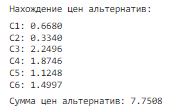 Нахождение цен альтернатив:
C1: 0.6680
C2: 0.3340
C3: 2.2496
C4: 1.8746
C5: 1.1248
C6: 1.4997
Сумма цен альтернатив: 7.7508